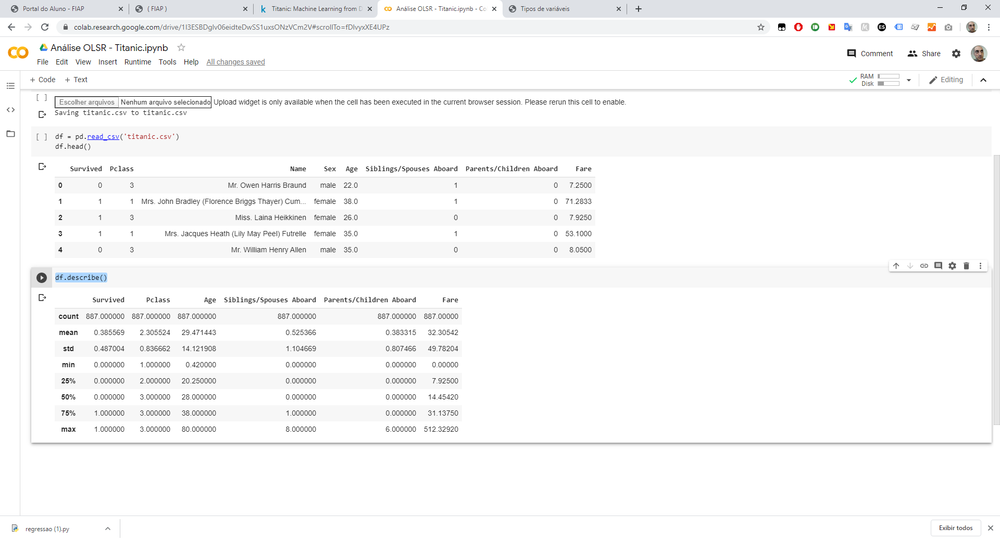 Portal do Aluno - FIAP
( FIAP )
Titanic: Machine Learning from D
Análise OLSR - Titanic.ipynb - Co
Tipos de variáveis
colab.research.google.com/drive/1I3ESBDglv06eidteDwSS1uxsONzVCm2V#scrollTo=fDlvyxXE4UPz
Análise OLSR - Titanic.ipynb
Comment
Share
File Edit View Insert Runtime Tools Help All changes saved
+ Code + Text
RAM
Disk
Editing
[ ] Escolher arquivos Nenhum arquivo selecionado Upload widget is only available when the cell has been executed in the current browser session. Please rerun this cell to enable.
Saving titanic.csv to titanic.csv
[ ] df = pd.read_csv('titanic.csv')
df.head()
Survived Pclass Name Sex Age Siblings/Spouses Aboard Parents/Children Aboard Fare
0 0 3 Mr. Owen Harris Braund male 22.0 1 0 7.2500
1 1 1 Mrs. John Bradley (Florence Briggs Thayer) Cum... female 38.0 1 0 71.2833
2 1 3 Miss. Laina Heikkinen female 26.0 0 0 7.9250
3 1 1 Mrs. Jacques Heath (Lily May Peel) Futrelle female 35.0 1 0 53.1000
4 0 3 Mr. William Henry Allen male 35.0 0 0 8.0500
df.describe()
Survived Pclass Age Siblings/Spouses Aboard Parents/Children Aboard Fare
count 887.000000 887.000000 887.000000 887.000000 887.000000 887.00000
mean 0.385569 2.305524 29.471443 0.525366 0.383315 32.30542
std 0.487004 0.836662 14.121908 1.104669 0.807466 49.78204
min 0.000000 1.000000 0.420000 0.000000 0.000000 0.00000
25% 0.000000 2.000000 20.250000 0.000000 0.000000 7.92500
50% 0.000000 3.000000 28.000000 0.000000 0.000000 14.45420
75% 1.000000 3.000000 38.000000 1.000000 0.000000 31.13750
max 1.000000 3.000000 80.000000 8.000000 6.000000 512.32920
regressao (1).py
Exibir todos